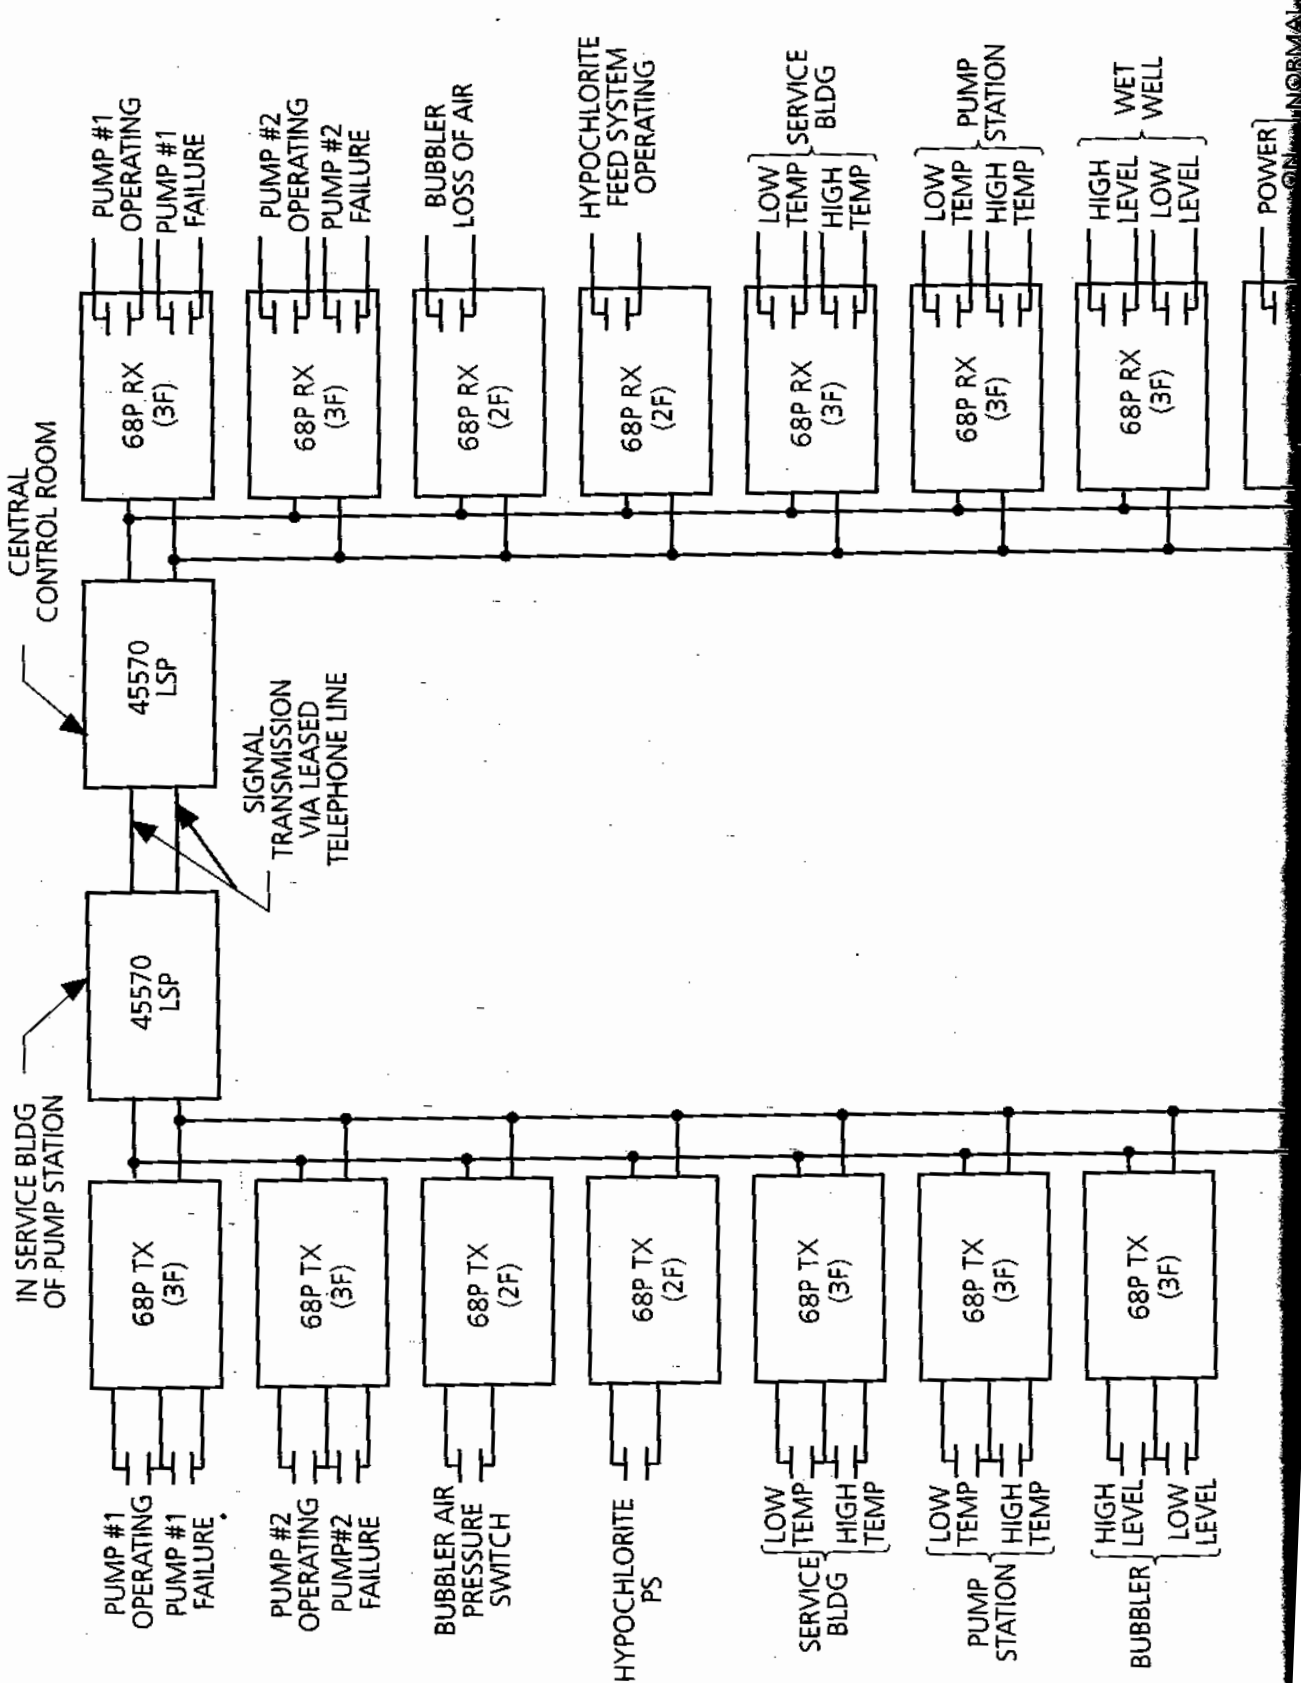 IN SERVICE BLDG
OF PUMP STATION
CENTRAL
CONTROL ROOM
45570
LSP
45570
LSP
SIGNAL
TRANSMISSION
VIA LEASED
TELEPHONE LINE
PUMP #1
OPERATING
PUMP #1
FAILURE
68P TX
(3F)
68P RX
(3F)
PUMP #1
OPERATING
PUMP #1
FAILURE
PUMP #2
OPERATING
PUMP#2
FAILURE
68P TX
(3F)
68P RX
(3F)
PUMP #2
OPERATING
PUMP #2
FAILURE
BUBBLER AIR
PRESSURE
SWITCH
68P TX
(2F)
68P RX
(2F)
BUBBLER
LOSS OF AIR
HYPOCHLORITE
PS
68P TX
(2F)
68P RX
(2F)
HYPOCHLORITE
FEED SYSTEM
OPERATING
SERVICE
BLDG
LOW
TEMP
HIGH
TEMP
68P TX
(3F)
68P RX
(3F)
LOW
TEMP
HIGH
TEMP
SERVICE
BLDG
PUMP
STATION
LOW
TEMP
HIGH
TEMP
68P TX
(3F)
68P RX
(3F)
LOW
TEMP
HIGH
TEMP
PUMP
STATION
BUBBLER
HIGH
LEVEL
LOW
LEVEL
68P TX
(3F)
68P RX
(3F)
HIGH
LEVEL
LOW
LEVEL
WET
WELL
POWER
ON
NORMAL